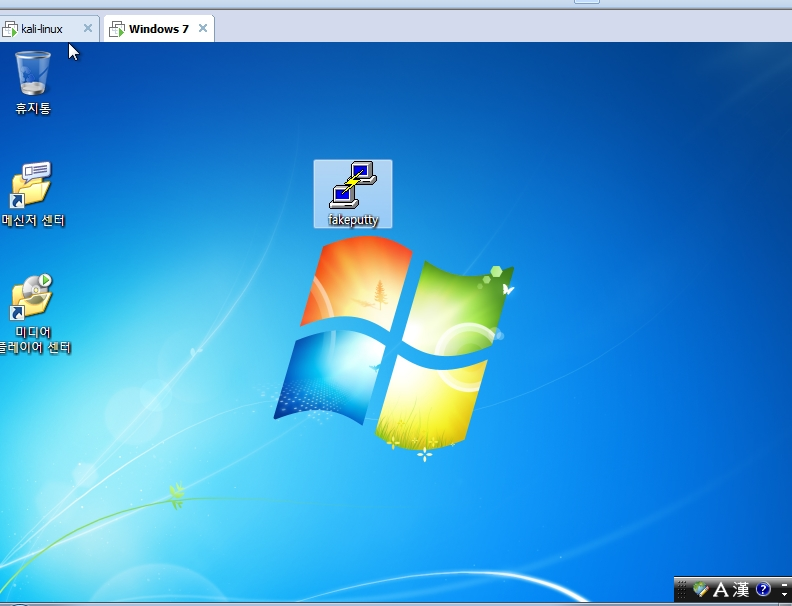 kali-linux
Windows 7
휴지통
fakeputty
메신저 센터
미디어
플레이어 센터
A 漢 ?